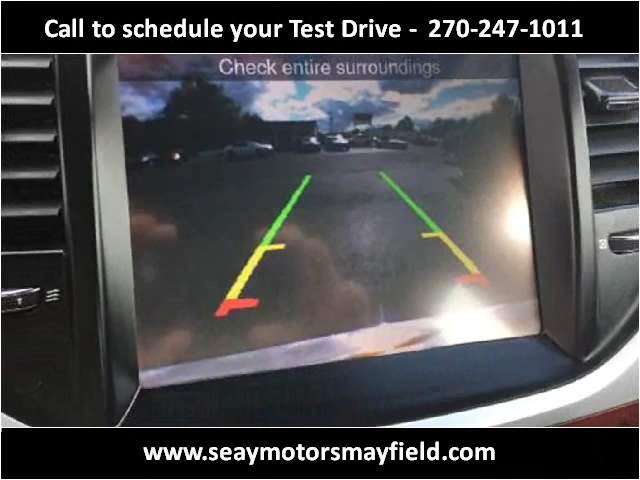 Call to schedule your Test Drive - 270-247-1011
Check entire surroundings
www.seaymotorsmayfield.com